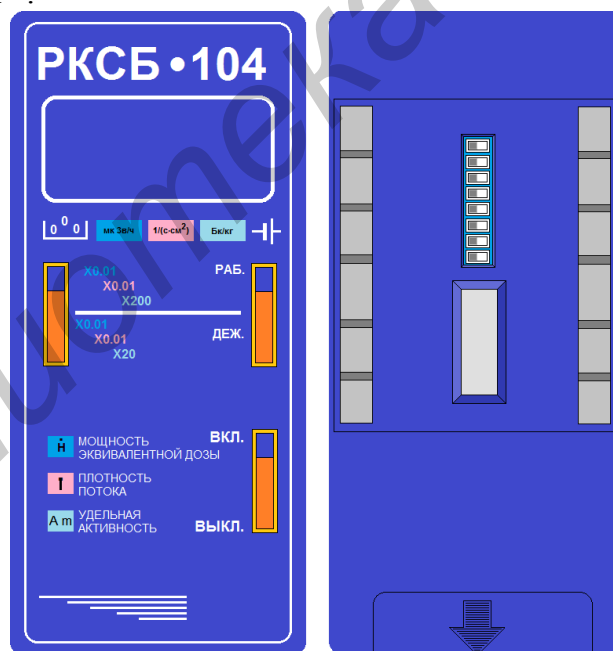 РКСБ•104
0 0 0 мк Зв/ч 1/(с·см²) Бк/кг
X0.01 РАБ.
X0.01
X200
X0.01 ДЕЖ.
X0.01
X20
Ḣ МОЩНОСТЬ ВКЛ.
ЭКВИВАЛЕНТНОЙ ДОЗЫ
ПЛОТНОСТЬ
ПОТОКА
A m УДЕЛЬНАЯ
АКТИВНОСТЬ ВЫКЛ.